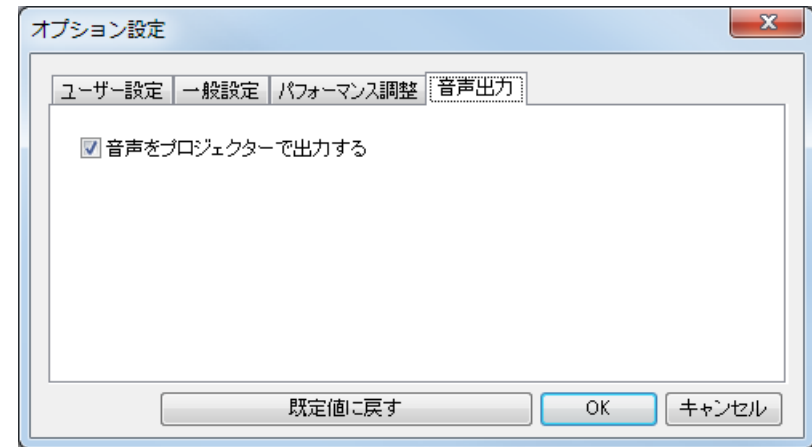 オプション設定
ユーザー設定 一般設定 パフォーマンス調整 音声出力
音声をプロジェクターで出力する
既定値に戻す OK キャンセル